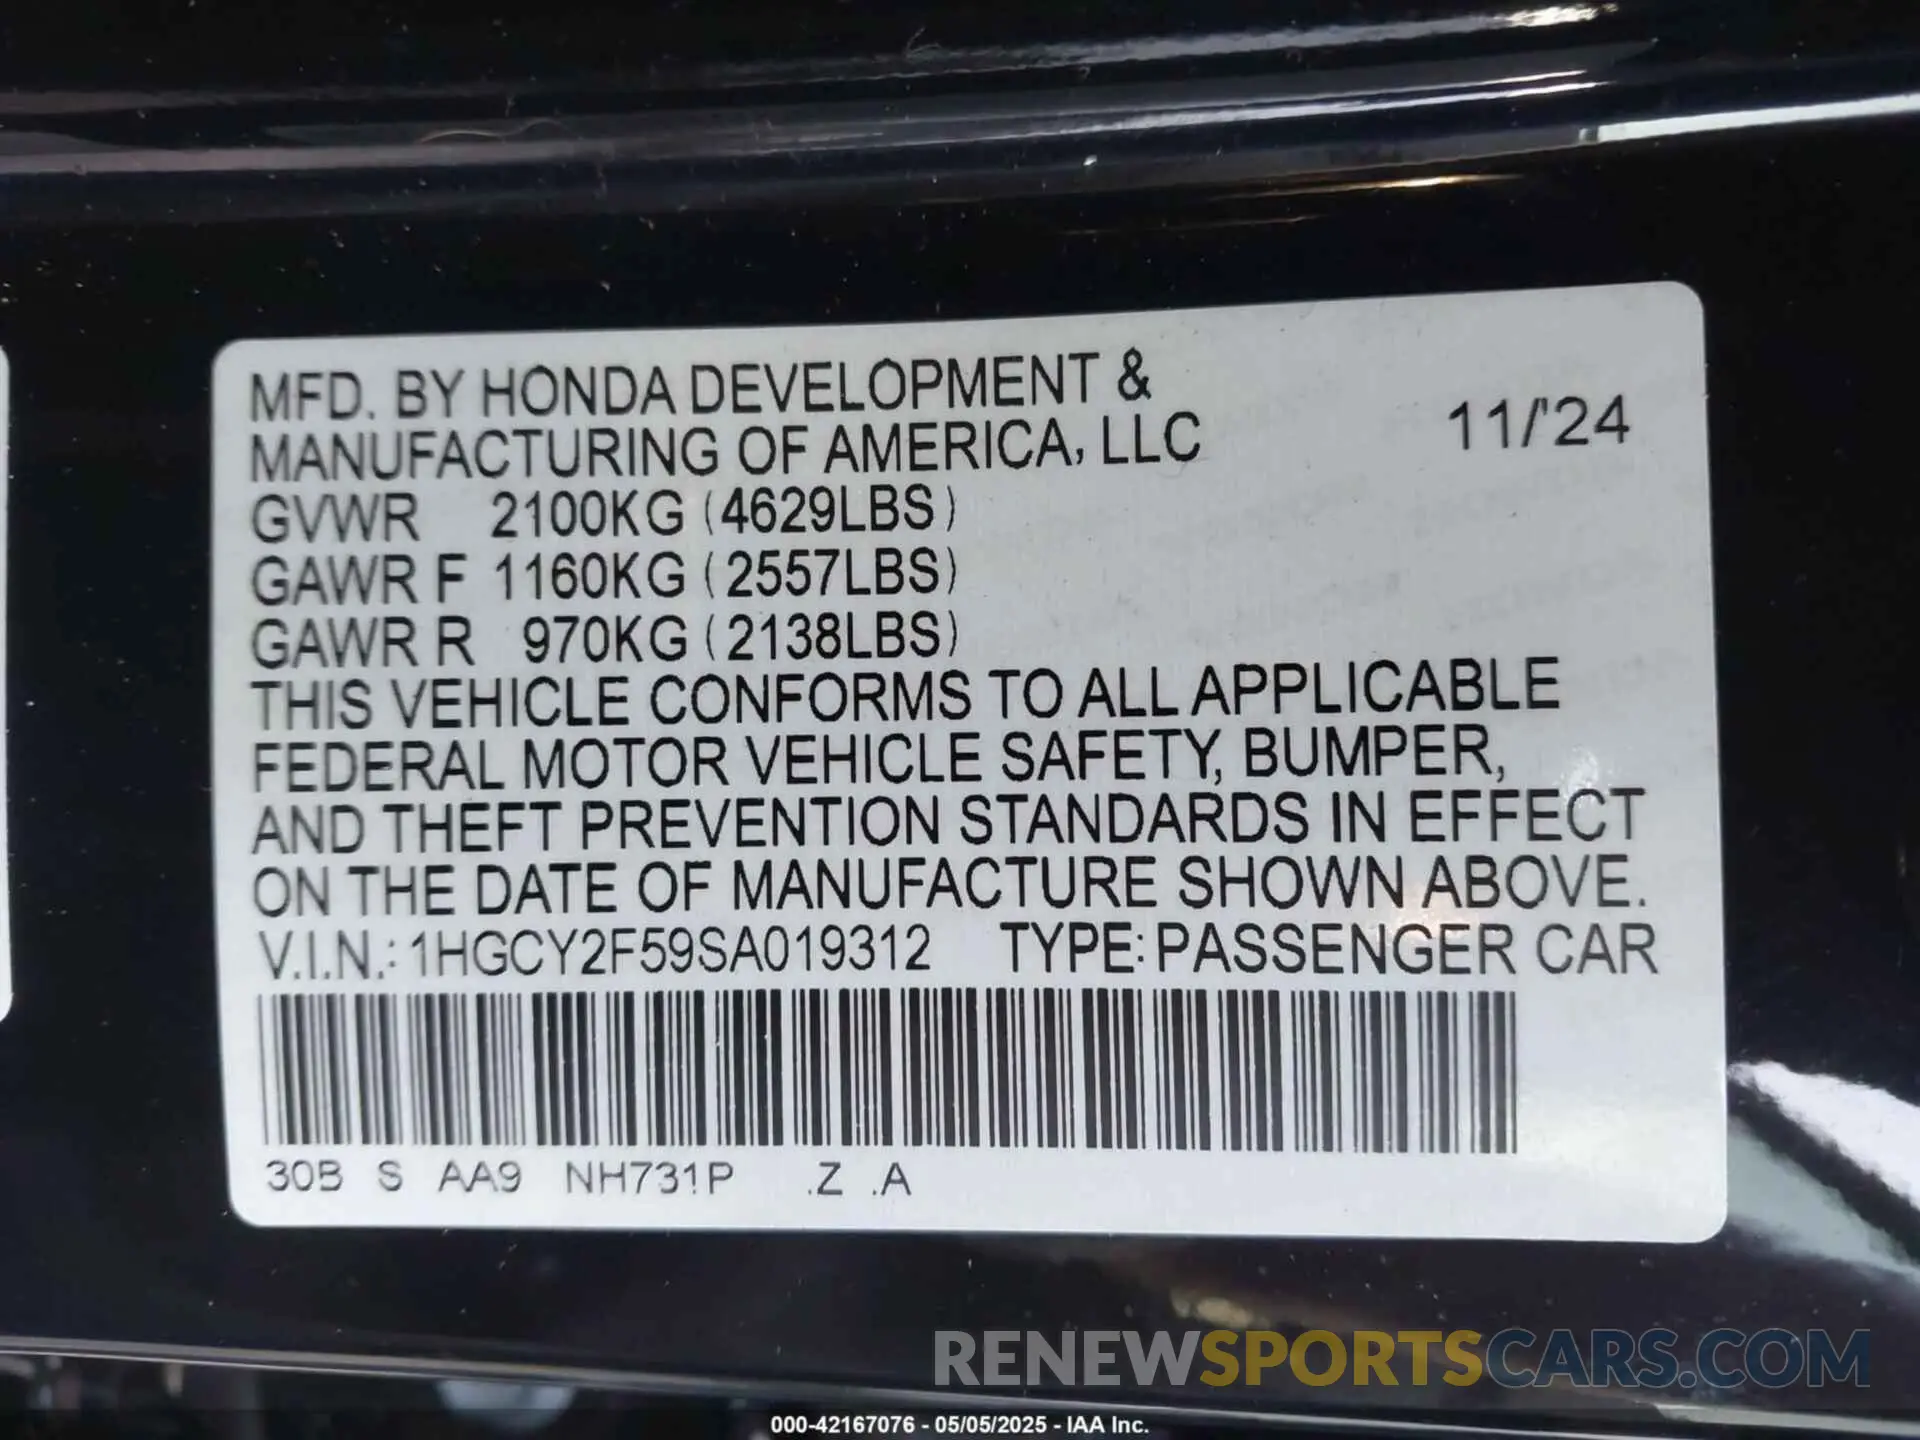 MFD. BY HONDA DEVELOPMENT &
MANUFACTURING OF AMERICA, LLC 11/'24
GVWR 2100KG (4629LBS)
GAWR F 1160KG (2557LBS)
GAWR R 970KG (2138LBS)
THIS VEHICLE CONFORMS TO ALL APPLICABLE
FEDERAL MOTOR VEHICLE SAFETY, BUMPER,
AND THEFT PREVENTION STANDARDS IN EFFECT
ON THE DATE OF MANUFACTURE SHOWN ABOVE.
V.I.N.: 1HGCY2F59SA019312 TYPE: PASSENGER CAR
30B S AA9 NH731P .Z .A
RENEWSPORTSCARS.COM
000-42167076 - 05/05/2025 - IAA Inc.